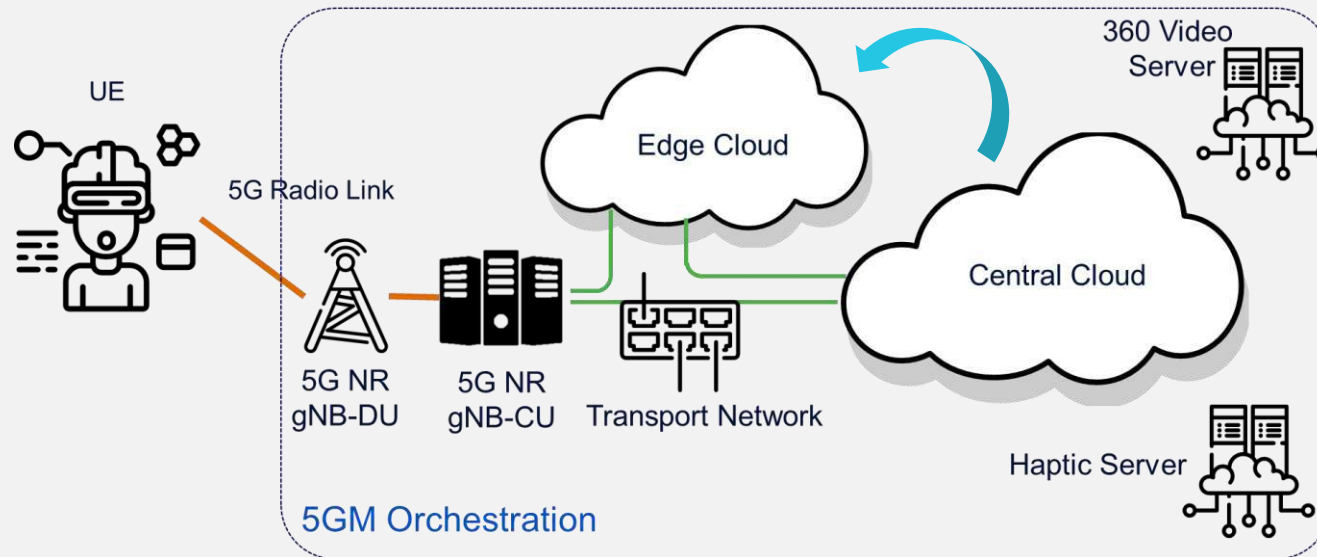 360 Video
Server
UE
Edge Cloud
5G Radio Link
Central Cloud
5G NR
gNB-DU
5G NR
gNB-CU
Transport Network
Haptic Server
5GM Orchestration